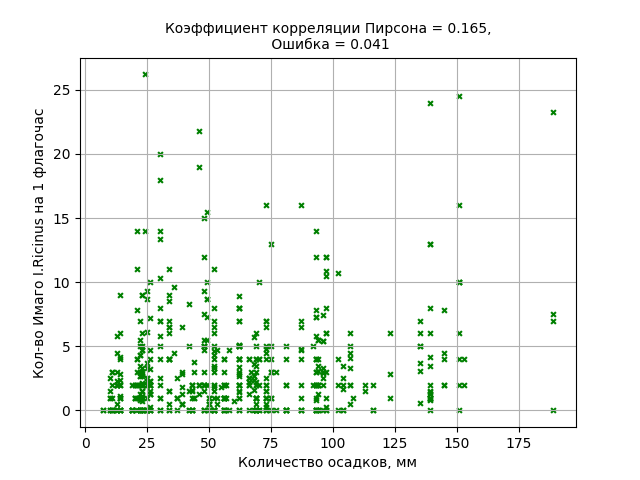 Коэффициент корреляции Пирсона = 0.165,
Ошибка = 0.041
Кол-во Имаго I.Ricinus на 1 флагочас
25
20
15
10
5
0
0 25 50 75 100 125 150 175
Количество осадков, мм